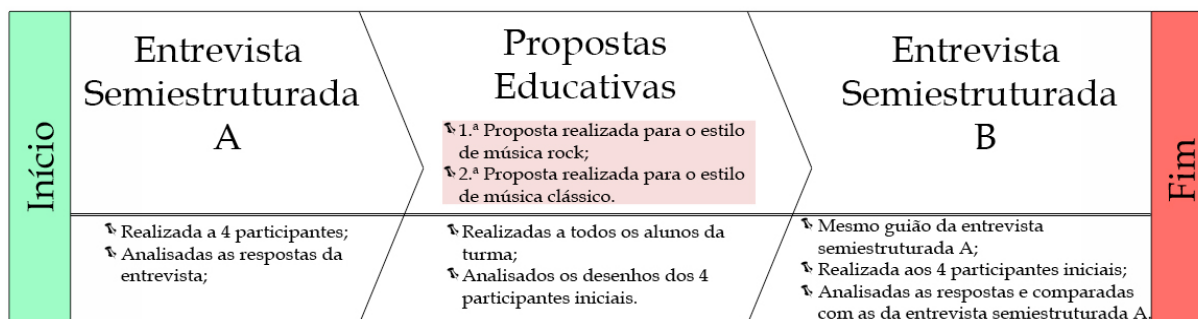 Início
Entrevista
Semiestruturada
A
Realizada a 4 participantes;
Analisadas as respostas da
entrevista;
Propostas
Educativas
1.ª Proposta realizada para o estilo
de música rock;
2.ª Proposta realizada para o estilo
de música clássico.
Realizadas a todos os alunos da
turma;
Analisados os desenhos dos 4
participantes iniciais.
Entrevista
Semiestruturada
B
Mesmo guião da entrevista
semiestruturada A;
Realizada aos 4 participantes iniciais;
Analisadas as respostas e comparadas
com as da entrevista semiestruturada A.
Fim